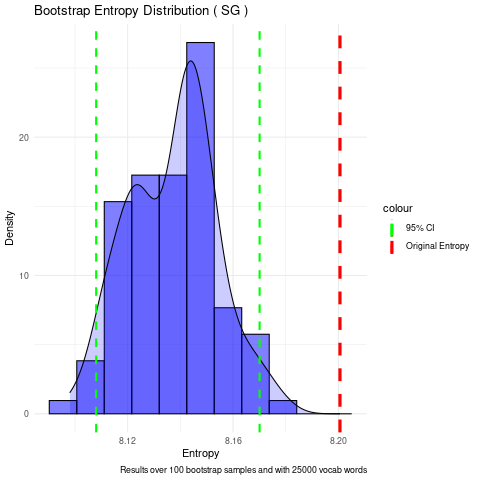 Bootstrap Entropy Distribution ( SG )
Density
20
10
0
8.12
8.16
8.20
Entropy
colour
95% CI
Original Entropy
Results over 100 bootstrap samples and with 25000 vocab words